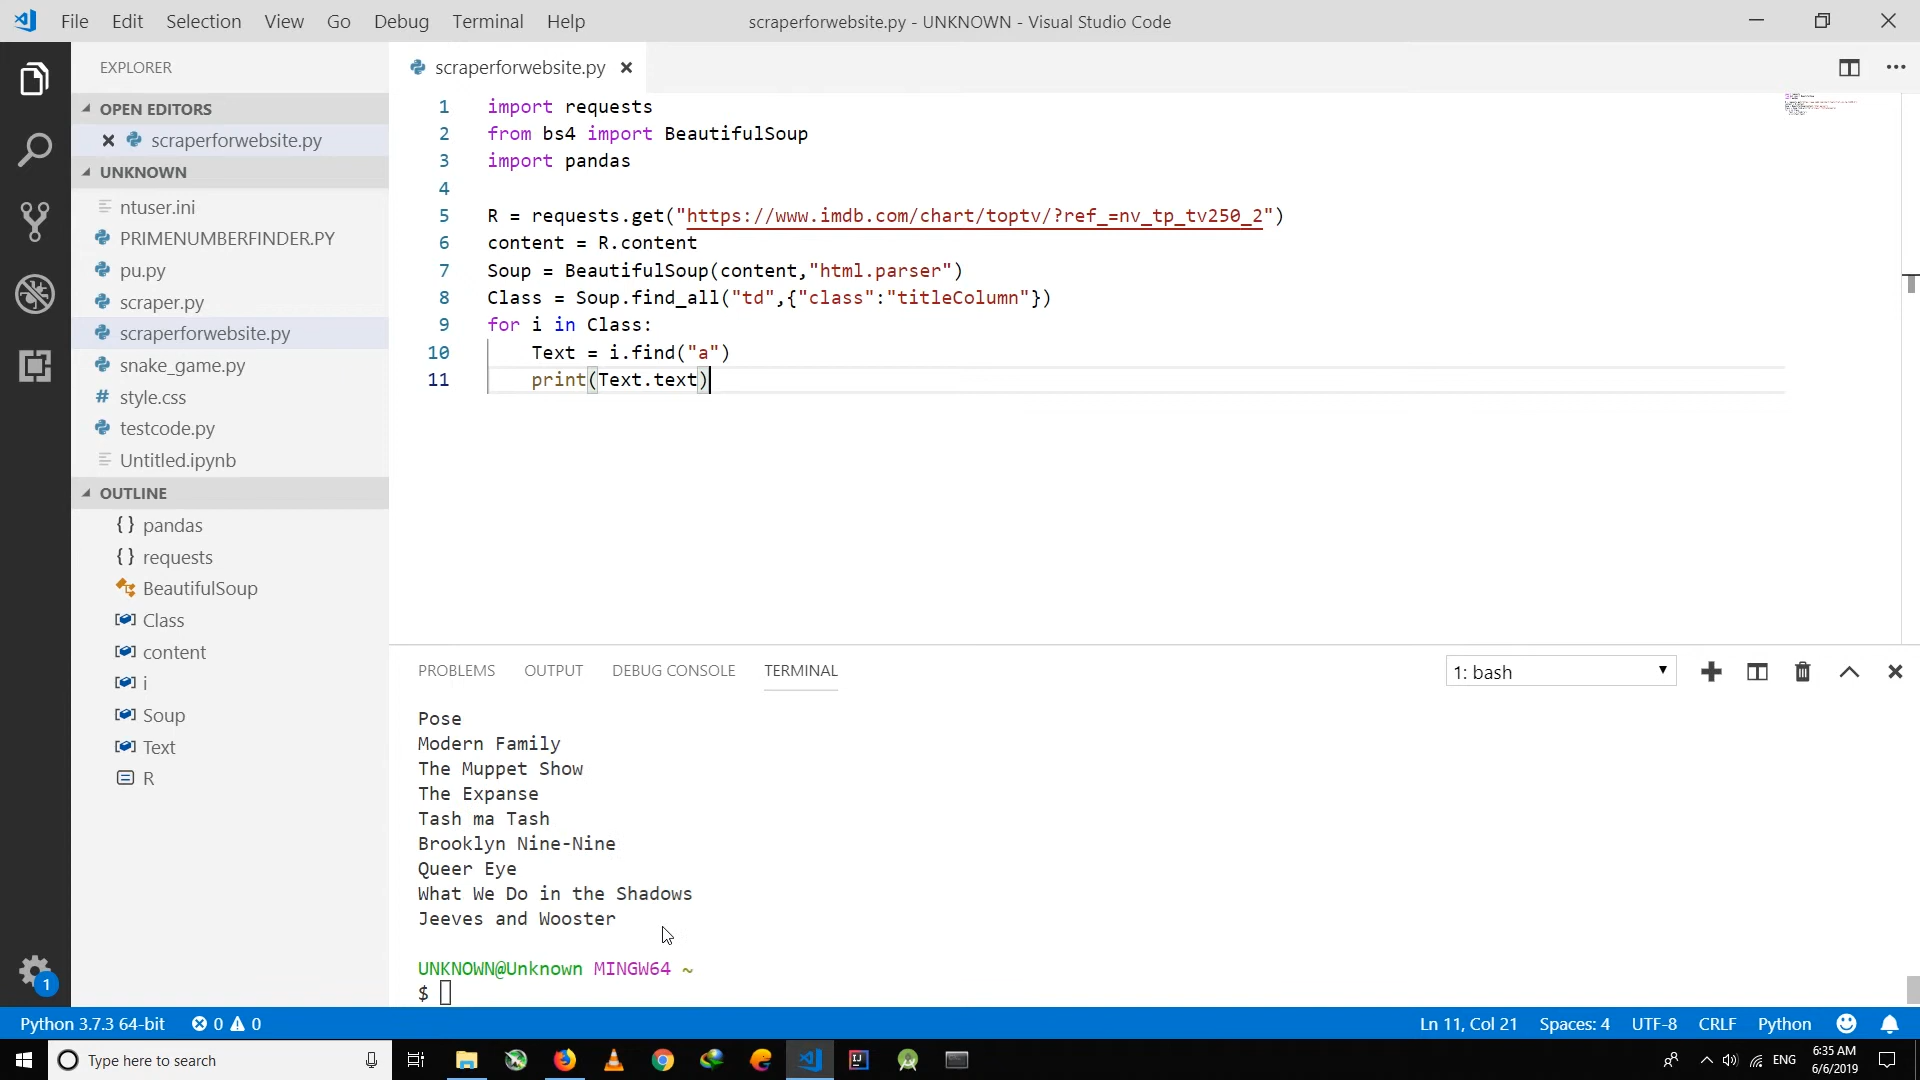 File Edit Selection View Go Debug Terminal Help
scraperforwebsite.py - UNKNOWN - Visual Studio Code
EXPLORER
OPEN EDITORS
scraperforwebsite.py
UNKNOWN
ntuser.ini
PRIMENUMBERFINDER.PY
pu.py
scraper.py
scraperforwebsite.py
snake_game.py
# style.css
testcode.py
Untitled.ipynb
OUTLINE
{} pandas
{} requests
BeautifulSoup
Class
content
i
Soup
Text
R
scraperforwebsite.py
1 import requests
2 from bs4 import BeautifulSoup
3 import pandas
4
5 R = requests.get("https://www.imdb.com/chart/toptv/?ref_=nv_tp_tv250_2")
6 content = R.content
7 Soup = BeautifulSoup(content,"html.parser")
8 Class = Soup.find_all("td",{"class":"titleColumn"})
9 for i in Class:
10 Text = i.find("a")
11 print(Text.text)
PROBLEMS OUTPUT DEBUG CONSOLE TERMINAL
1: bash
Pose
Modern Family
The Muppet Show
The Expanse
Tash ma Tash
Brooklyn Nine-Nine
Queer Eye
What We Do in the Shadows
Jeeves and Wooster
UNKNOWN@Unknown MINGW64 ~
$
1
Python 3.7.3 64-bit 0 0
Ln 11, Col 21 Spaces: 4 UTF-8 CRLF Python
Type here to search
ENG
6:35 AM
6/6/2019